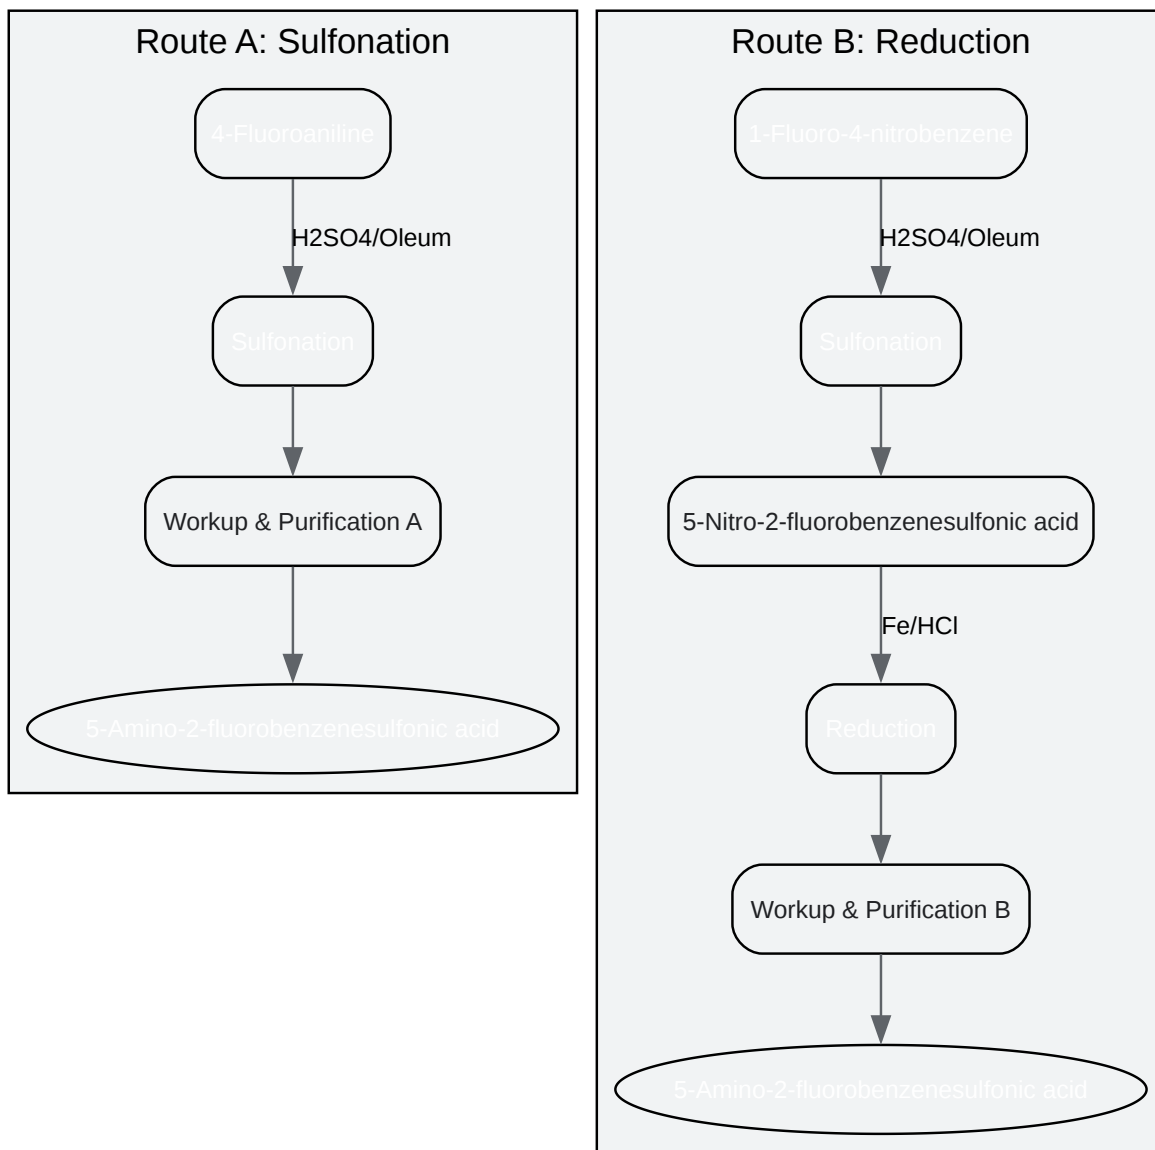 Route A: Sulfonation
4-Fluoroaniline
H2SO4/Oleum
Sulfonation
Workup & Purification A
5-Amino-2-fluorobenzenesulfonic acid
Route B: Reduction
1-Fluoro-4-nitrobenzene
H2SO4/Oleum
Sulfonation
5-Nitro-2-fluorobenzenesulfonic acid
Fe/HCl
Reduction
Workup & Purification B
5-Amino-2-fluorobenzenesulfonic acid